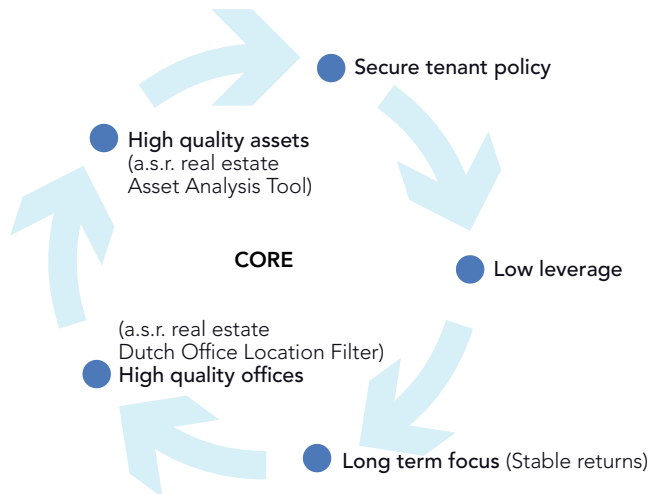 Secure tenant policy
High quality assets
(a.s.r. real estate
Asset Analysis Tool)
CORE
Low leverage
(a.s.r. real estate
Dutch Office Location Filter)
High quality offices
Long term focus (Stable returns)